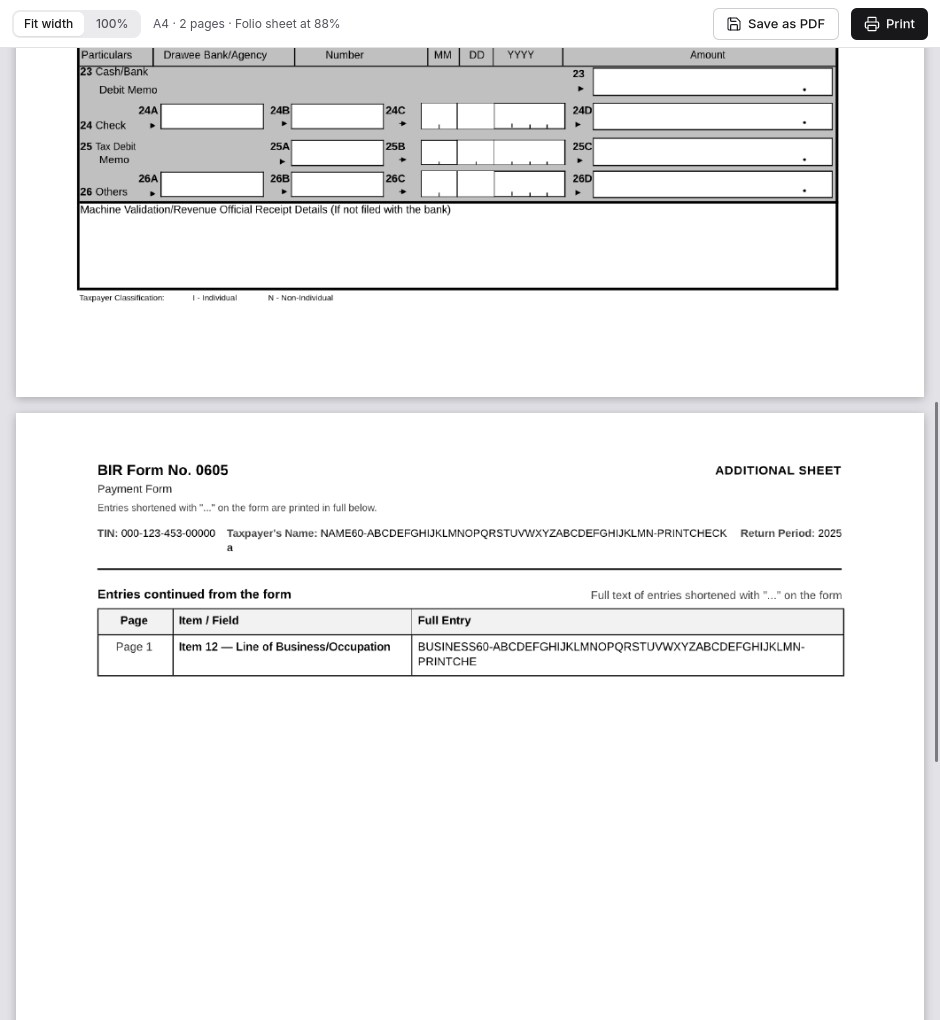 Fit width 100% A4 · 2 pages · Folio sheet at 88% Save as PDF Print
Particulars Drawee Bank/Agency Number MM DD YYYY Amount
23 Cash/Bank 23
Debit Memo
24A 24B 24C 24D
24 Check
25 Tax Debit 25A 25B 25C
Memo
26A 26B 26C 26D
26 Others
Machine Validation/Revenue Official Receipt Details (If not filed with the bank)
Taxpayer Classification: I - Individual N - Non-Individual
BIR Form No. 0605 ADDITIONAL SHEET
Payment Form
Entries shortened with "..." on the form are printed in full below.
TIN: 000-123-453-00000 Taxpayer's Name: NAME60-ABCDEFGHIJKLMNOPQRSTUVWXYZABCDEFGHIJKLMN-PRINTCHECK Return Period: 2025
a
Entries continued from the form Full text of entries shortened with "..." on the form
Page Item / Field Full Entry
Page 1 Item 12 — Line of Business/Occupation BUSINESS60-ABCDEFGHIJKLMNOPQRSTUVWXYZABCDEFGHIJKLMN-
PRINTCHE